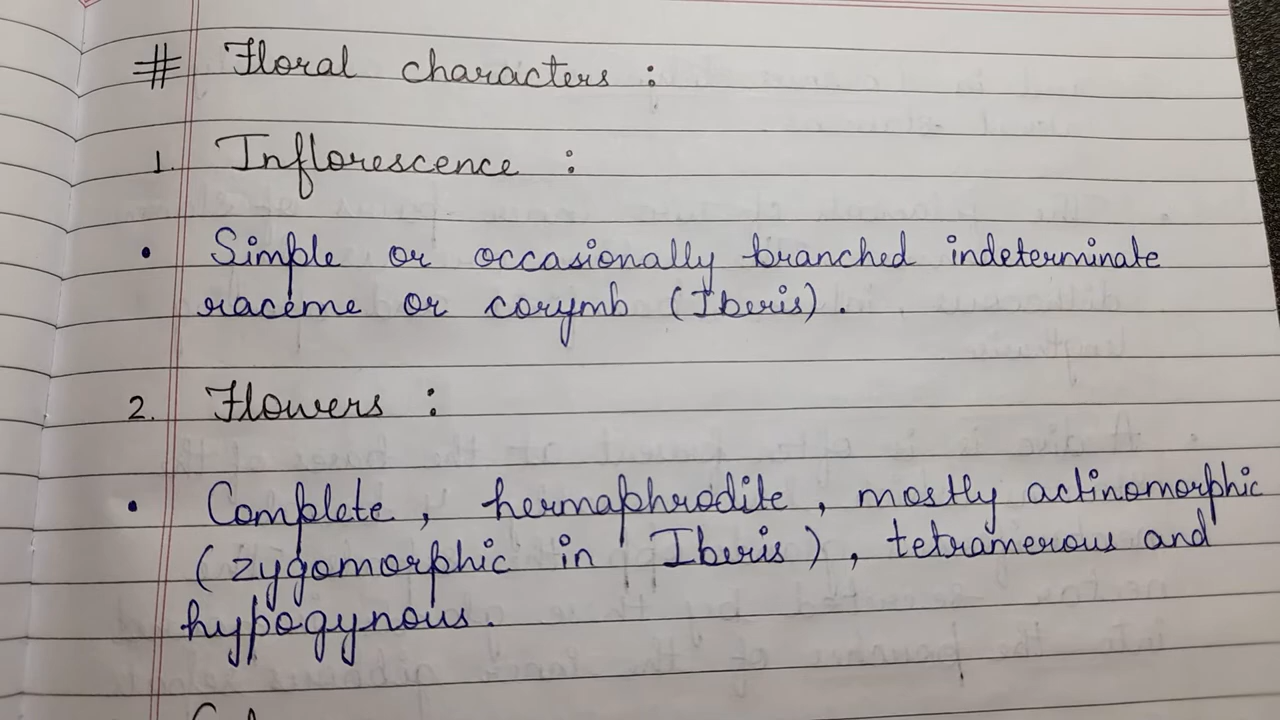 # Floral characters :
1. Inflorescence :
• Simple or occasionally branched indeterminate
raceme or corymb (Iberis).
2. Flowers :
• Complete, hermaphrodite, mostly actinomorphic
(zygomorphic in Iberis), tetramerous and
hypogynous.